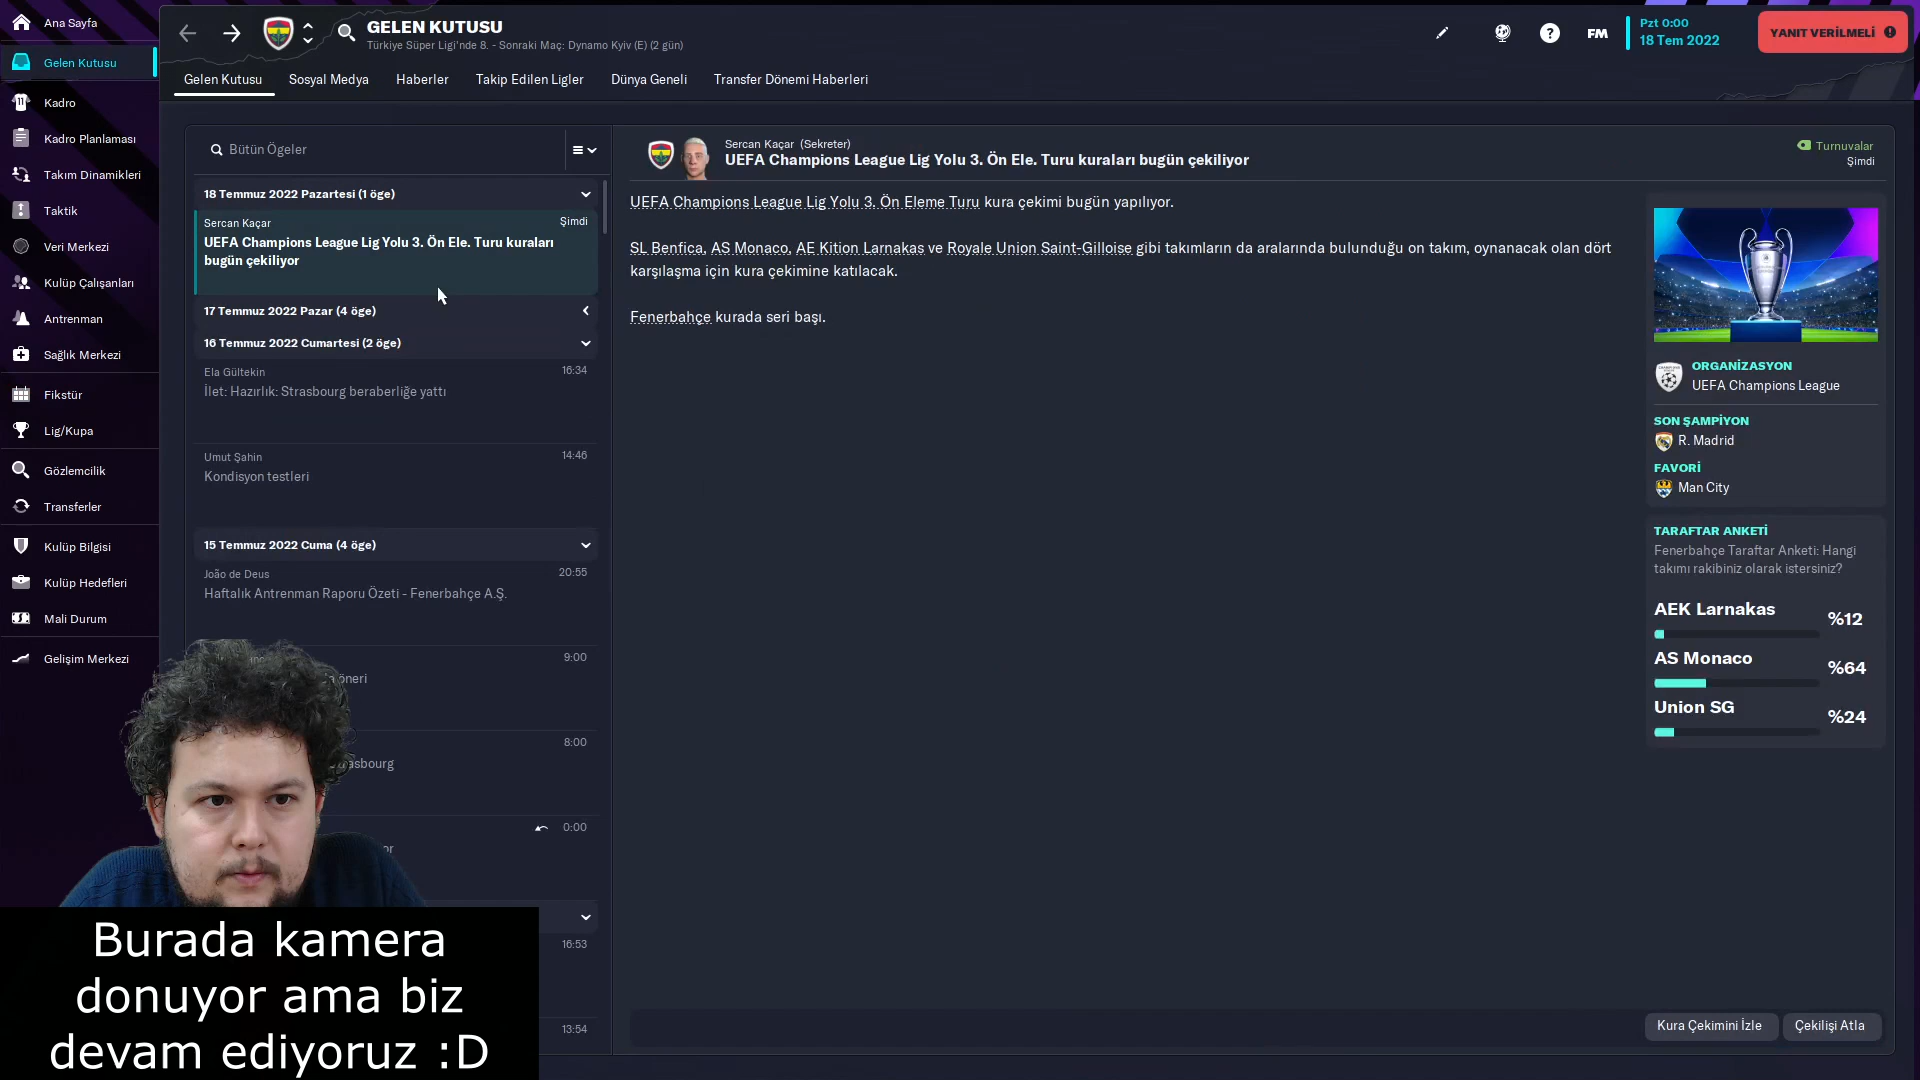 Ana Sayfa
Gelen Kutusu
Kadro
Kadro Planlaması
Takım Dinamikleri
Taktik
Veri Merkezi
Kulüp Çalışanları
Antrenman
Sağlık Merkezi
Fikstür
Lig/Kupa
Gözlemcilik
Transferler
Kulüp Bilgisi
Kulüp Hedefleri
Mali Durum
Gelişim Merkezi
GELEN KUTUSU
Türkiye Süper Ligi'nde 8. - Sonraki Maç: Dynamo Kyiv (E) (2 gün)
FM
Pzt 0:00
18 Tem 2022
YANIT VERİLMELİ
Gelen Kutusu
Sosyal Medya
Haberler
Takip Edilen Ligler
Dünya Geneli
Transfer Dönemi Haberleri
Bütün Ögeler
18 Temmuz 2022 Pazartesi (1 öge)
Sercan Kaçar
Şimdi
UEFA Champions League Lig Yolu 3. Ön Ele. Turu kuraları
bugün çekiliyor
17 Temmuz 2022 Pazar (4 öge)
16 Temmuz 2022 Cumartesi (2 öge)
Ela Gültekin
16:34
İlet: Hazırlık: Strasbourg beraberliğe yattı
Umut Şahin
14:46
Kondisyon testleri
15 Temmuz 2022 Cuma (4 öge)
João de Deus
20:55
Haftalık Antrenman Raporu Özeti - Fenerbahçe A.Ş.
9:00
öneri
8:00
asbourg
0:00
or
16:53
13:54
Sercan Kaçar (Sekreter)
UEFA Champions League Lig Yolu 3. Ön Ele. Turu kuraları bugün çekiliyor
Turnuvalar
Şimdi
UEFA Champions League Lig Yolu 3. Ön Eleme Turu kura çekimi bugün yapılıyor.
SL Benfica, AS Monaco, AE Kition Larnakas ve Royale Union Saint-Gilloise gibi takımların da aralarında bulunduğu on takım, oynanacak olan dört
karşılaşma için kura çekimine katılacak.
Fenerbahçe kurada seri başı.
ORGANİZASYON
UEFA Champions League
SON ŞAMPİYON
R. Madrid
FAVORİ
Man City
TARAFTAR ANKETİ
Fenerbahçe Taraftar Anketi: Hangi
takımı rakibiniz olarak istersiniz?
AEK Larnakas
%12
AS Monaco
%64
Union SG
%24
Kura Çekimini İzle
Çekilişi Atla
Burada kamera
donuyor ama biz
devam ediyoruz :D